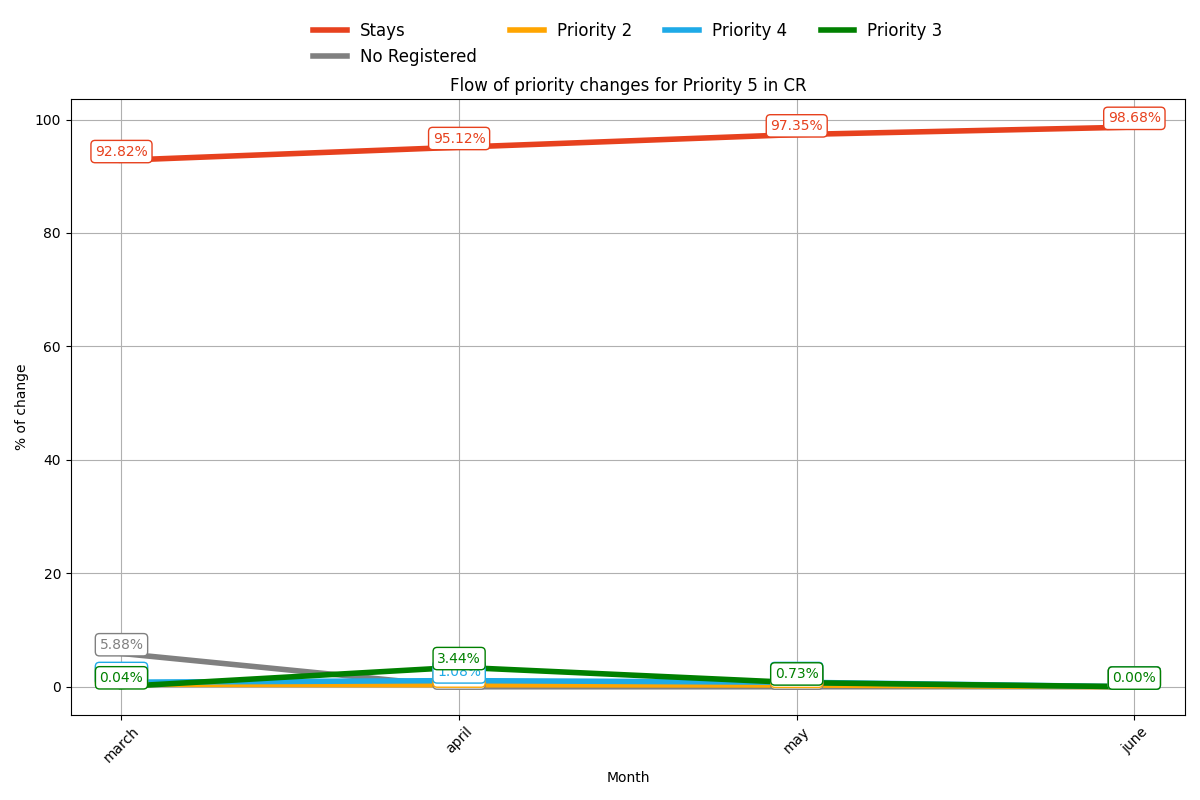 Stays
No Registered
Priority 2
Priority 4
Priority 3
Flow of priority changes for Priority 5 in CR
% of change
100
80
60
40
20
0
92.82%
95.12%
97.35%
98.68%
5.88%
0.04%
3.44%
1.08%
0.73%
0.00%
march
april
may
june
Month